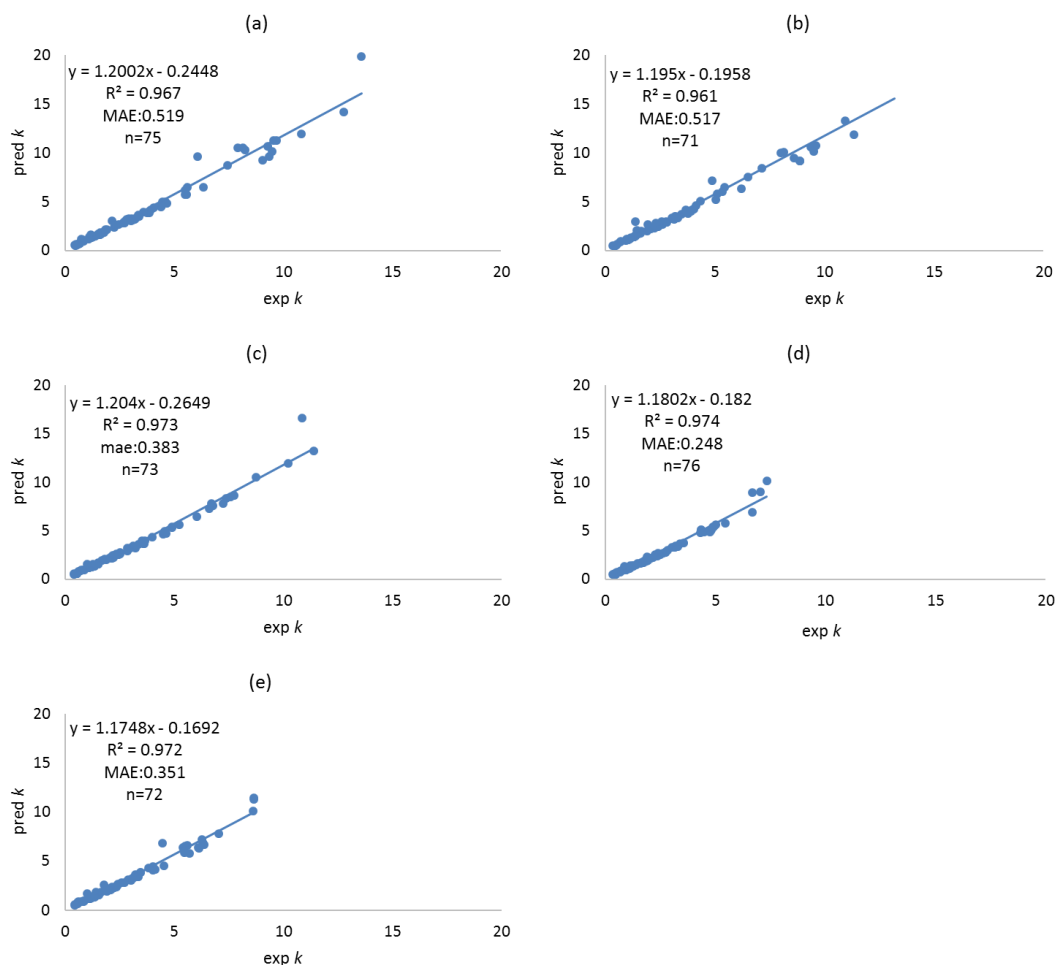 (a)
20
15
10
5
0
y = 1.2002x - 0.2448
R² = 0.967
MAE:0.519
n=75
pred k
0 5 10 15 20
exp k
(b)
20
15
10
5
0
y = 1.195x - 0.1958
R² = 0.961
MAE:0.517
n=71
pred k
0 5 10 15 20
exp k
(c)
20
15
10
5
0
y = 1.204x - 0.2649
R² = 0.973
mae:0.383
n=73
pred k
0 5 10 15 20
exp k
(d)
20
15
10
5
0
y = 1.1802x - 0.182
R² = 0.974
MAE:0.248
n=76
pred k
0 5 10 15 20
exp k
(e)
20
15
10
5
0
y = 1.1748x - 0.1692
R² = 0.972
MAE:0.351
n=72
pred k
0 5 10 15 20
exp k